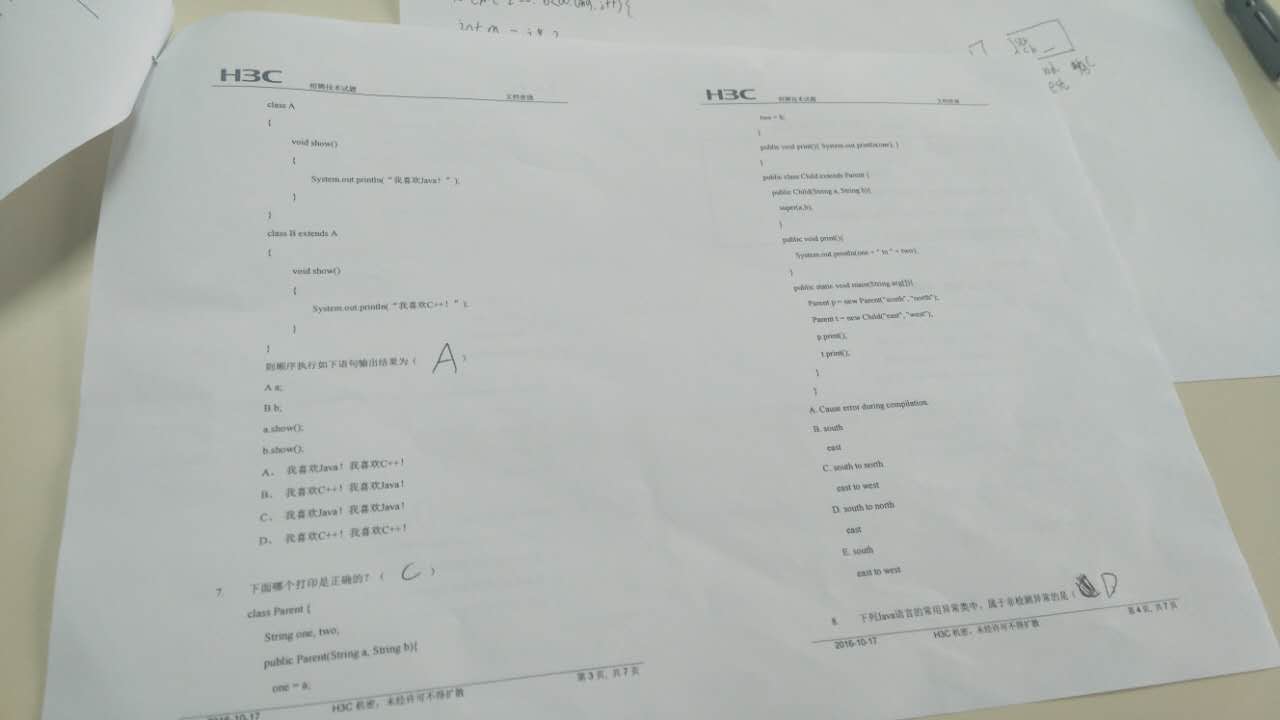 int m = i * 2
H3C
招聘技术试题
文档密级
class A
{
void show()
{
System.out.println(“我喜欢Java！”);
}
}
class B extends A
{
void show()
{
System.out.println(“我喜欢C++！”);
}
}
则顺序执行如下语句输出结果为（ A ）
A a;
B b;
a.show();
b.show();
A、 我喜欢Java！我喜欢C++！
B、 我喜欢C++！我喜欢Java！
C、 我喜欢Java！我喜欢Java！
D、 我喜欢C++！我喜欢C++！
7. 下面哪个打印是正确的？（ C ）
class Parent {
String one, two;
public Parent(String a, String b){
one = a;
2016-10-17
H3C 机密，未经许可不得扩散
第 3 页, 共 7 页
H3C
招聘技术试题
文档密级
two = b;
}
public void print(){ System.out.println(one); }
}
public class Child extends Parent {
public Child(String a, String b){
super(a,b);
}
public void print(){
System.out.println(one + " to " + two);
}
public static void main(String arg[]){
Parent p = new Parent("south", "north");
Parent t = new Child("east", "west");
p.print();
t.print();
}
}
A. Cause error during compilation.
B. south
east
C. south to north
east to west
D. south to north
east
E. south
east to west
8. 下列Java语言的常用异常类中，属于非检测异常的是（ D
2016-10-17
H3C 机密，未经许可不得扩散
第 4 页, 共 7 页